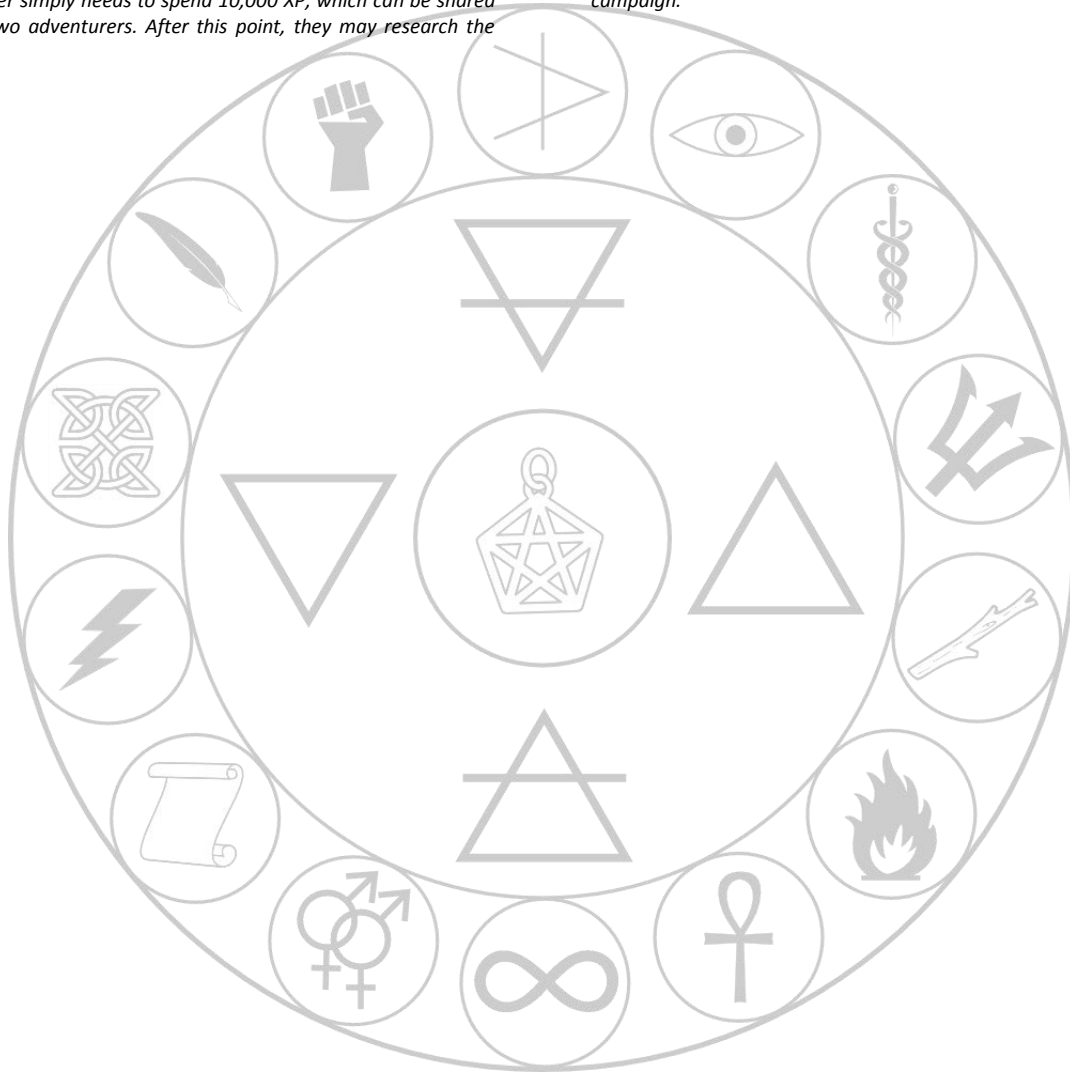 er simply needs to spend 10,000 XP, which can be shared
wo adventurers. After this point, they may research the
campaign.